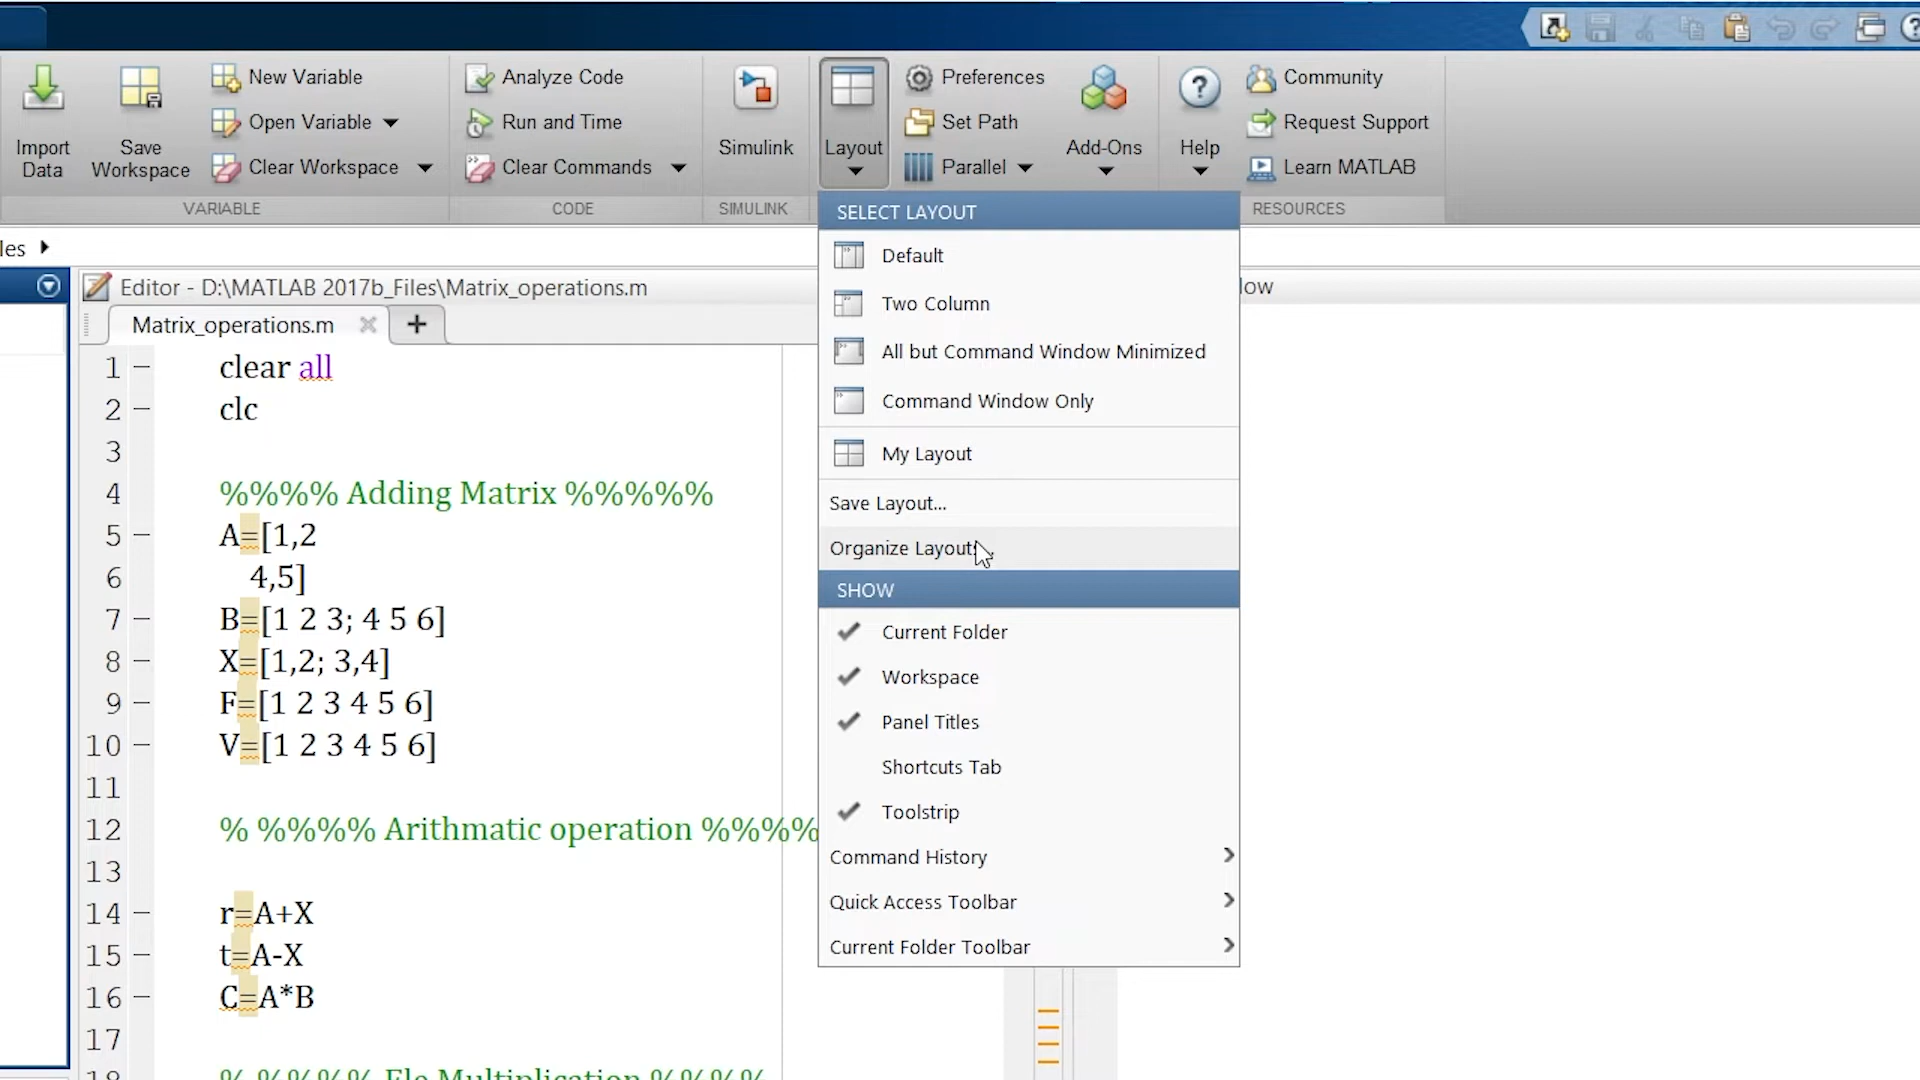 Import
Data
Save
Workspace
New Variable
Open Variable
Clear Workspace
VARIABLE
Analyze Code
Run and Time
Clear Commands
CODE
Simulink
SIMULINK
Layout
Preferences
Set Path
Parallel
Add-Ons
Help
Community
Request Support
Learn MATLAB
RESOURCES
les
Editor - D:\MATLAB 2017b_Files\Matrix_operations.m
Matrix_operations.m
1 clear all
2 clc
3
4 %%%% Adding Matrix %%%%%
5 A=[1,2
6 4,5]
7 B=[1 2 3; 4 5 6]
8 X=[1,2; 3,4]
9 F=[1 2 3 4 5 6]
10 V=[1 2 3 4 5 6]
11
12 % %%%% Arithmatic operation %%%%
13
14 r=A+X
15 t=A-X
16 C=A*B
17
18 % %%%% Ele Multiplication %%%%
SELECT LAYOUT
Default
Two Column
All but Command Window Minimized
Command Window Only
My Layout
Save Layout...
Organize Layout
SHOW
Current Folder
Workspace
Panel Titles
Shortcuts Tab
Toolstrip
Command History
Quick Access Toolbar
Current Folder Toolbar
low